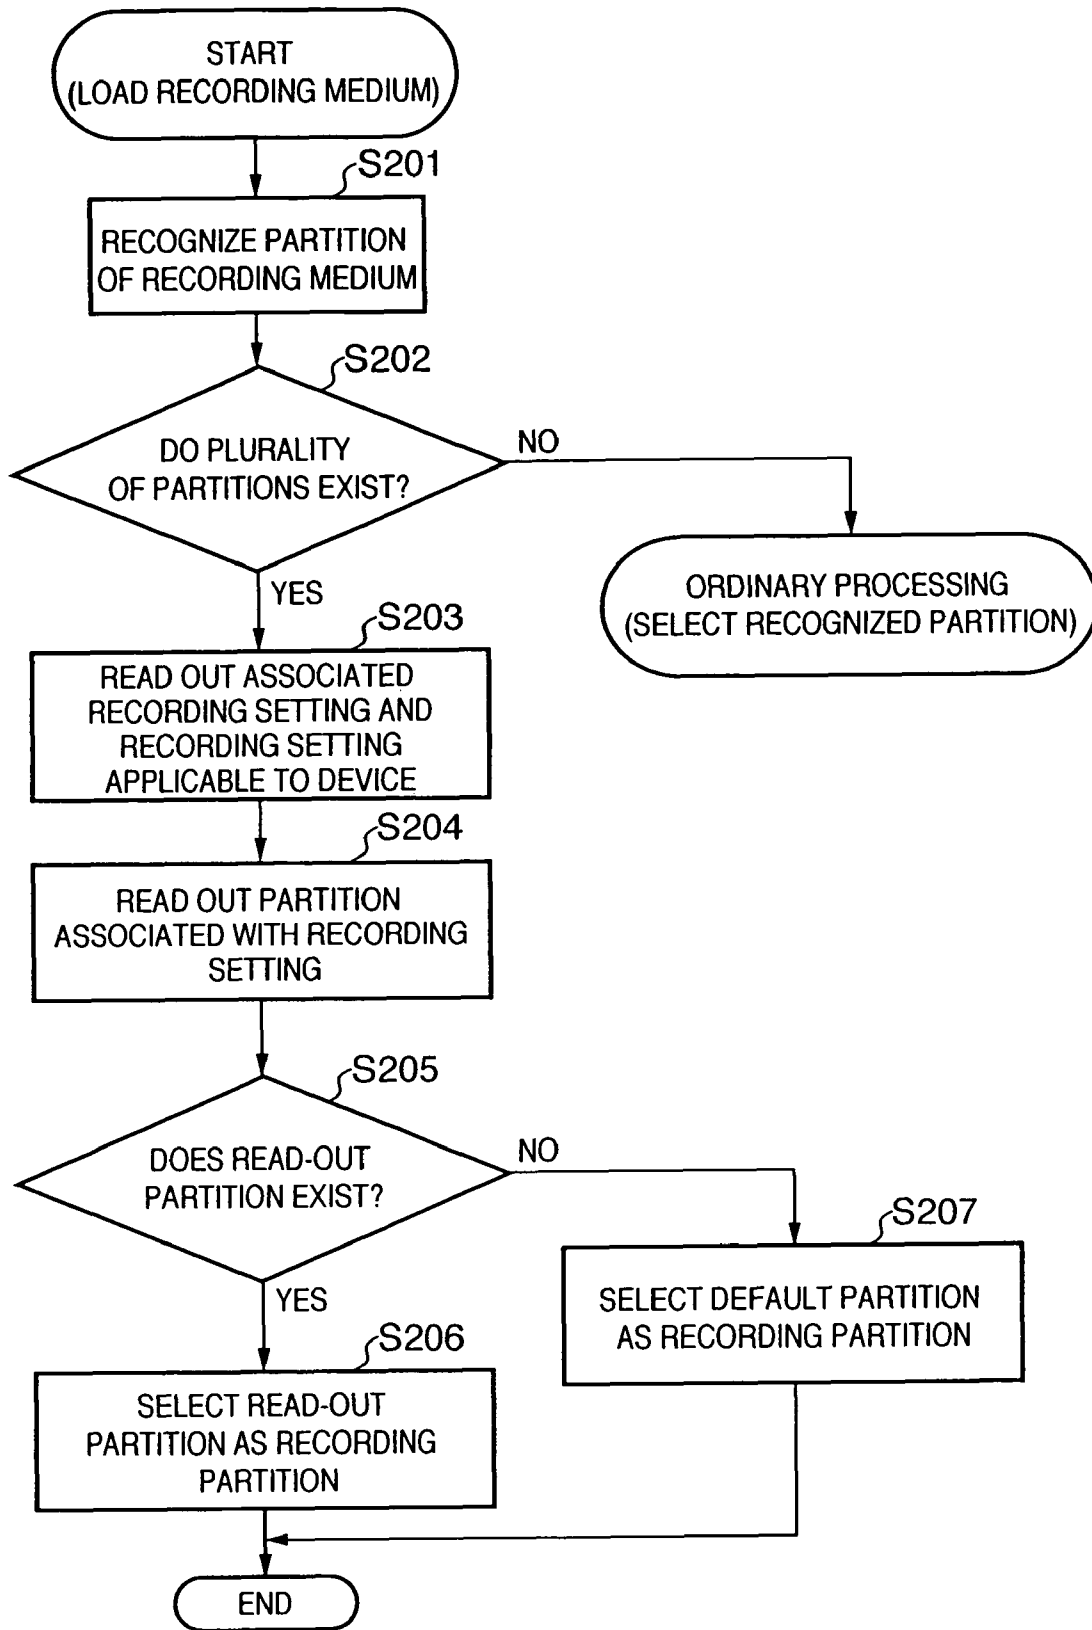 START
(LOAD RECORDING MEDIUM)
S201
RECOGNIZE PARTITION
OF RECORDING MEDIUM
S202
DO PLURALITY
OF PARTITIONS EXIST?
NO
YES
ORDINARY PROCESSING
(SELECT RECOGNIZED PARTITION)
S203
READ OUT ASSOCIATED
RECORDING SETTING AND
RECORDING SETTING
APPLICABLE TO DEVICE
S204
READ OUT PARTITION
ASSOCIATED WITH RECORDING
SETTING
S205
DOES READ-OUT
PARTITION EXIST?
NO
YES
S207
SELECT DEFAULT PARTITION
AS RECORDING PARTITION
S206
SELECT READ-OUT
PARTITION AS RECORDING
PARTITION
END